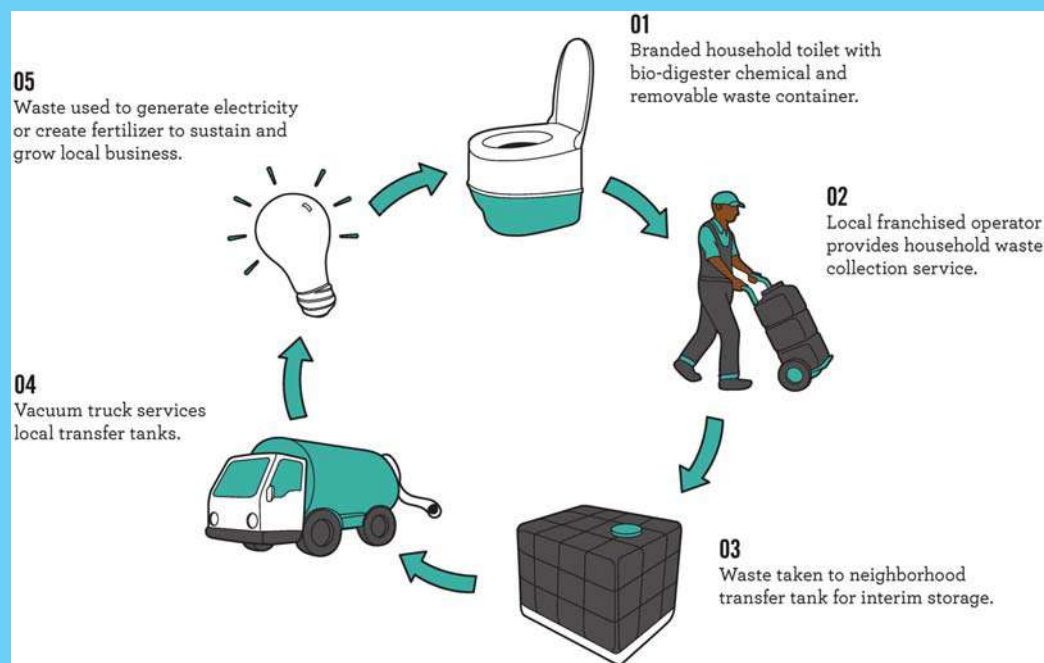 01
Branded household toilet with
bio-digester chemical and
removable waste container.
02
Local franchised operator
provides household waste
collection service.
03
Waste taken to neighborhood
transfer tank for interim storage.
04
Vacuum truck services
local transfer tanks.
05
Waste used to generate electricity
or create fertilizer to sustain and
grow local business.